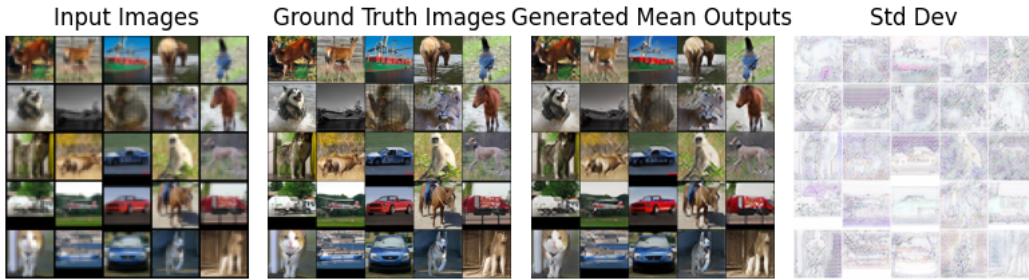 Input Images
Ground Truth Images
Generated Mean Outputs
Std Dev